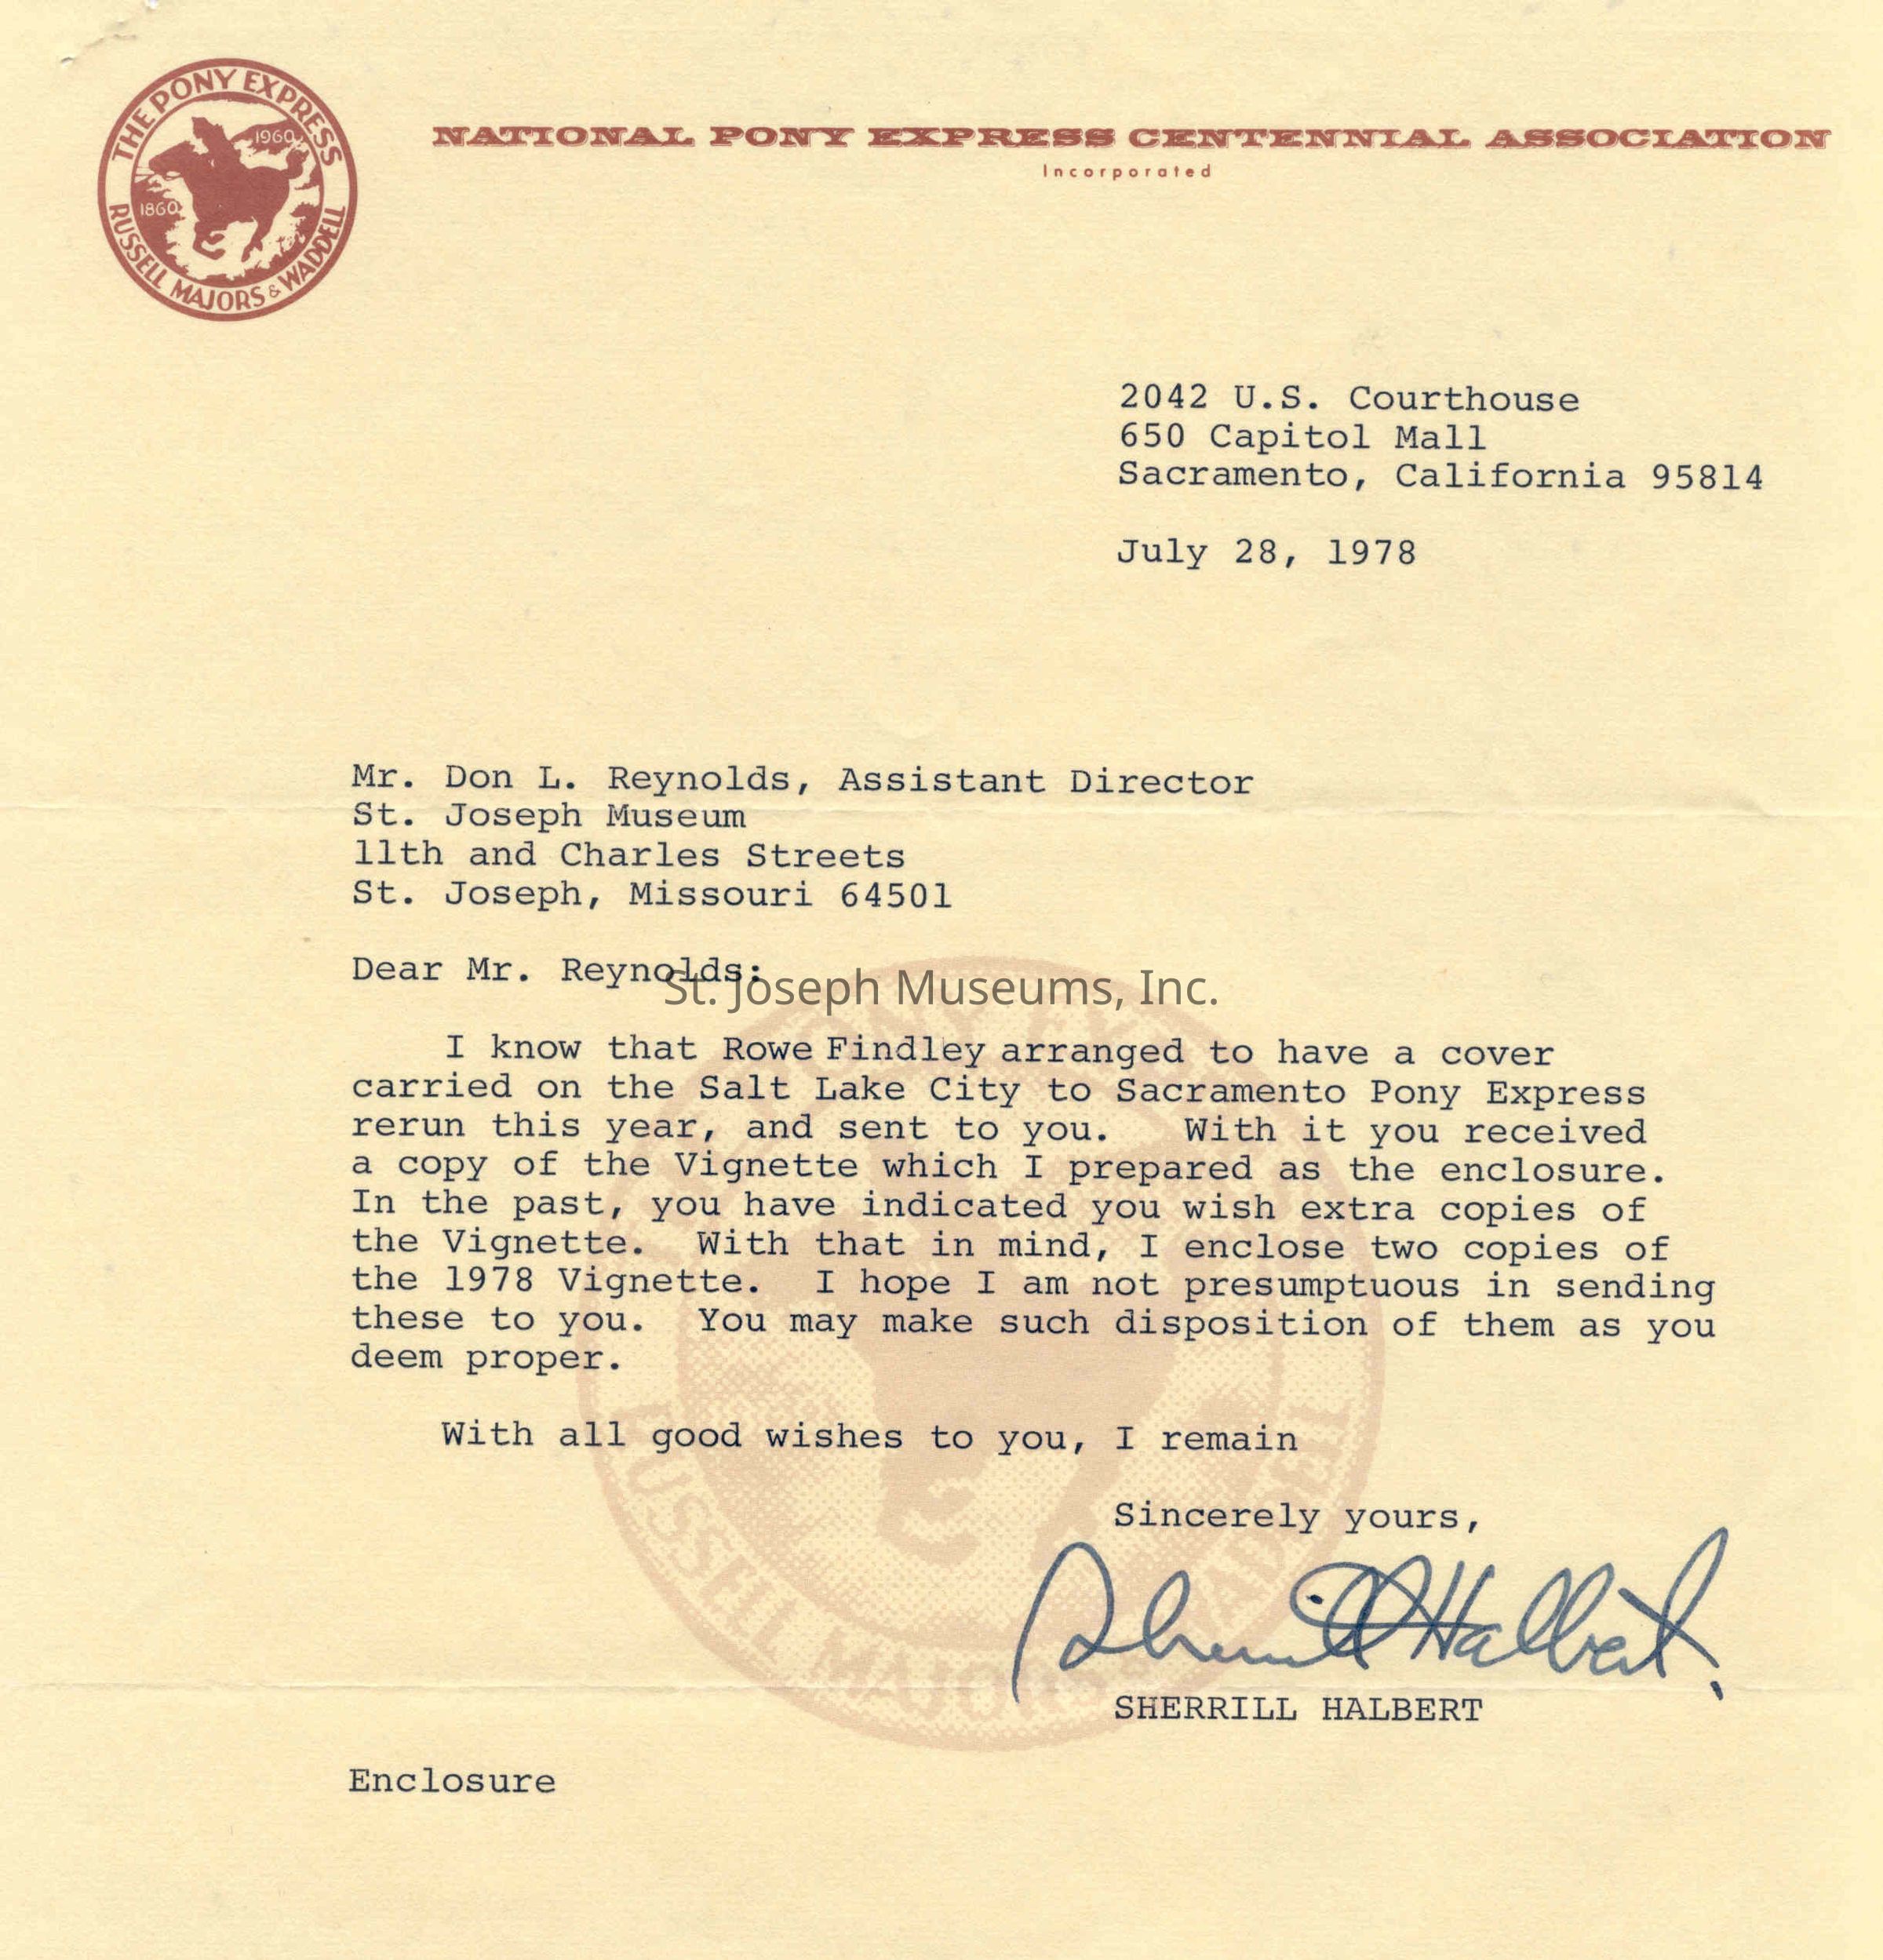 THE PONY EXPRESS
1960
1860
RUSSELL MAJORS & WADDELL
NATIONAL PONY EXPRESS CENTENNIAL ASSOCIATION
Incorporated
2042 U.S. Courthouse
650 Capitol Mall
Sacramento, California 95814
July 28, 1978
Mr. Don L. Reynolds, Assistant Director
St. Joseph Museum
11th and Charles Streets
St. Joseph, Missouri 64501
Dear Mr. Reynolds:
St. Joseph Museums, Inc.
I know that Rowe Findley arranged to have a cover
carried on the Salt Lake City to Sacramento Pony Express
rerun this year, and sent to you. With it you received
a copy of the Vignette which I prepared as the enclosure.
In the past, you have indicated you wish extra copies of
the Vignette. With that in mind, I enclose two copies of
the 1978 Vignette. I hope I am not presumptuous in sending
these to you. You may make such disposition of them as you
deem proper.
With all good wishes to you, I remain
Sincerely yours,
Sherrill Halbert.
SHERRILL HALBERT
RUSSELL MAJORS & WADDELL
Enclosure